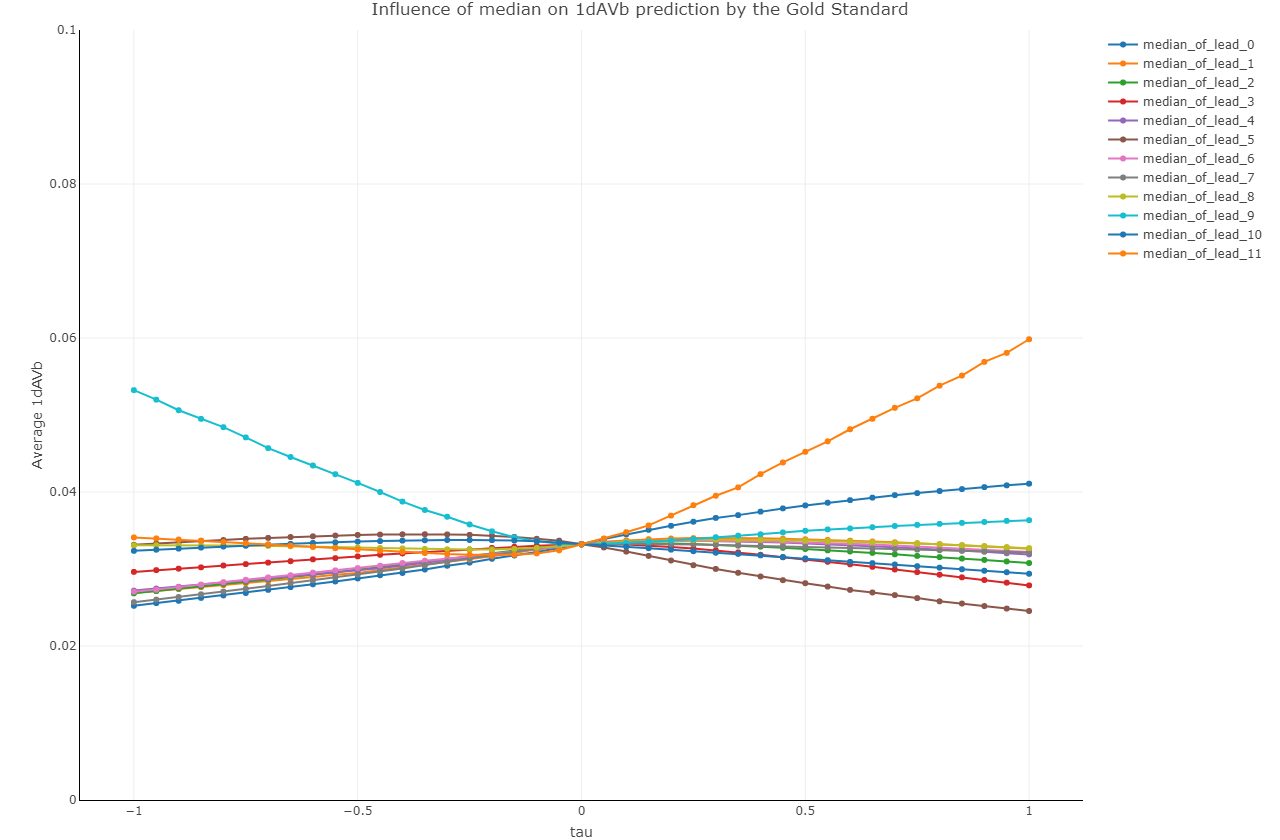 Influence of median on 1dAVb prediction by the Gold Standard
0.1
0.08
0.06
0.04
0.02
0
Average 1dAVb
−1
−0.5
0
0.5
1
tau
median_of_lead_0
median_of_lead_1
median_of_lead_2
median_of_lead_3
median_of_lead_4
median_of_lead_5
median_of_lead_6
median_of_lead_7
median_of_lead_8
median_of_lead_9
median_of_lead_10
median_of_lead_11